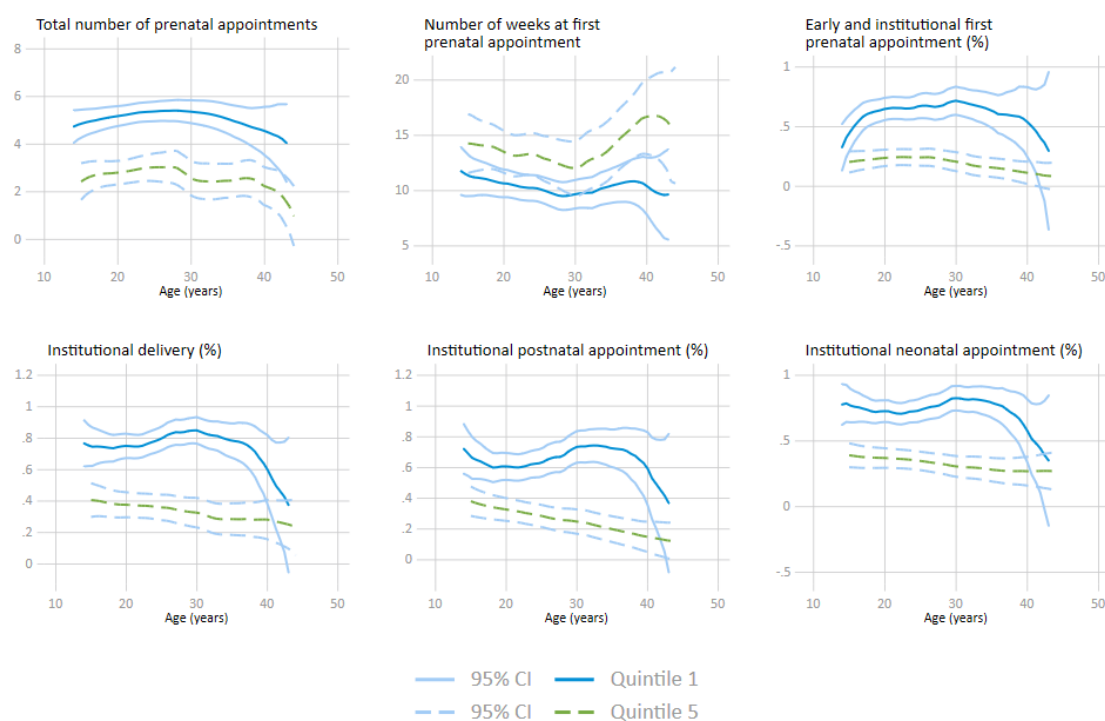 Total number of prenatal appointments
8
6
4
2
0
10 20 30 40 50
Age (years)
Number of weeks at first
prenatal appointment
20
15
10
5
10 20 30 40 50
Age (years)
Early and institutional first
prenatal appointment (%)
1
.5
0
-.5
10 20 30 40 50
Age (years)
Institutional delivery (%)
1.2
1
.8
.6
.4
.2
0
10 20 30 40 50
Age (years)
Institutional postnatal appointment (%)
1.2
1
.8
.6
.4
.2
0
10 20 30 40 50
Age (years)
Institutional neonatal appointment (%)
1
.5
0
-.5
10 20 30 40 50
Age (years)
95% CI Quintile 1
95% CI Quintile 5